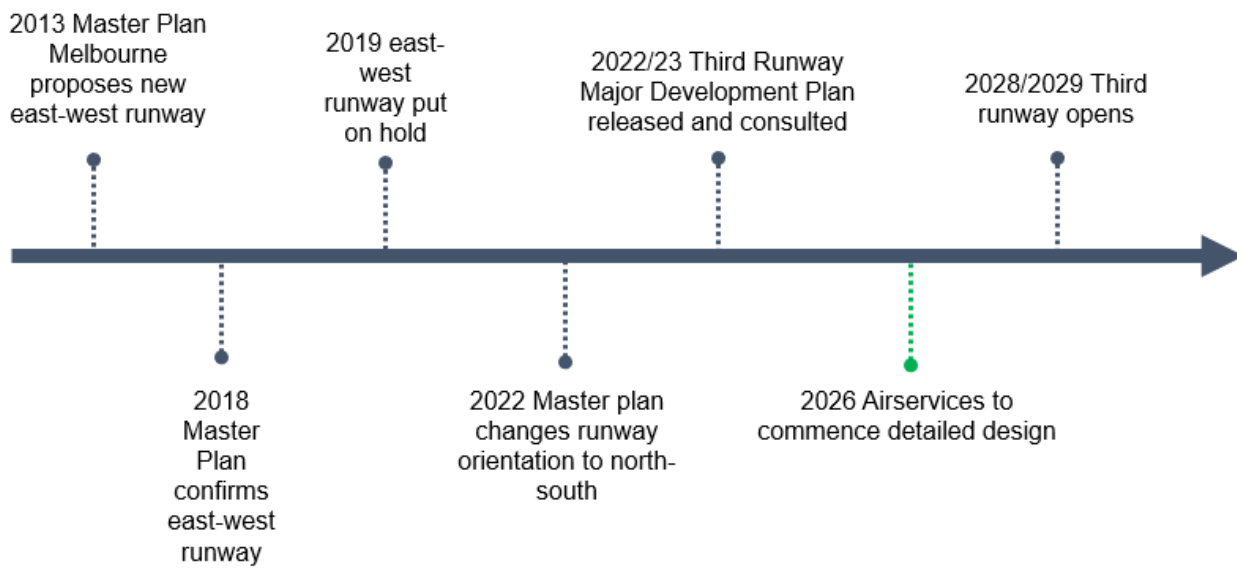 2013 Master Plan
Melbourne
proposes new
east-west runway
2018
Master
Plan
confirms
east-west
runway
2019 east-
west
runway put
on hold
2022 Master plan
changes runway
orientation to north-
south
2022/23 Third Runway
Major Development Plan
released and consulted
2026 Airservices to
commence detailed design
2028/2029 Third
runway opens